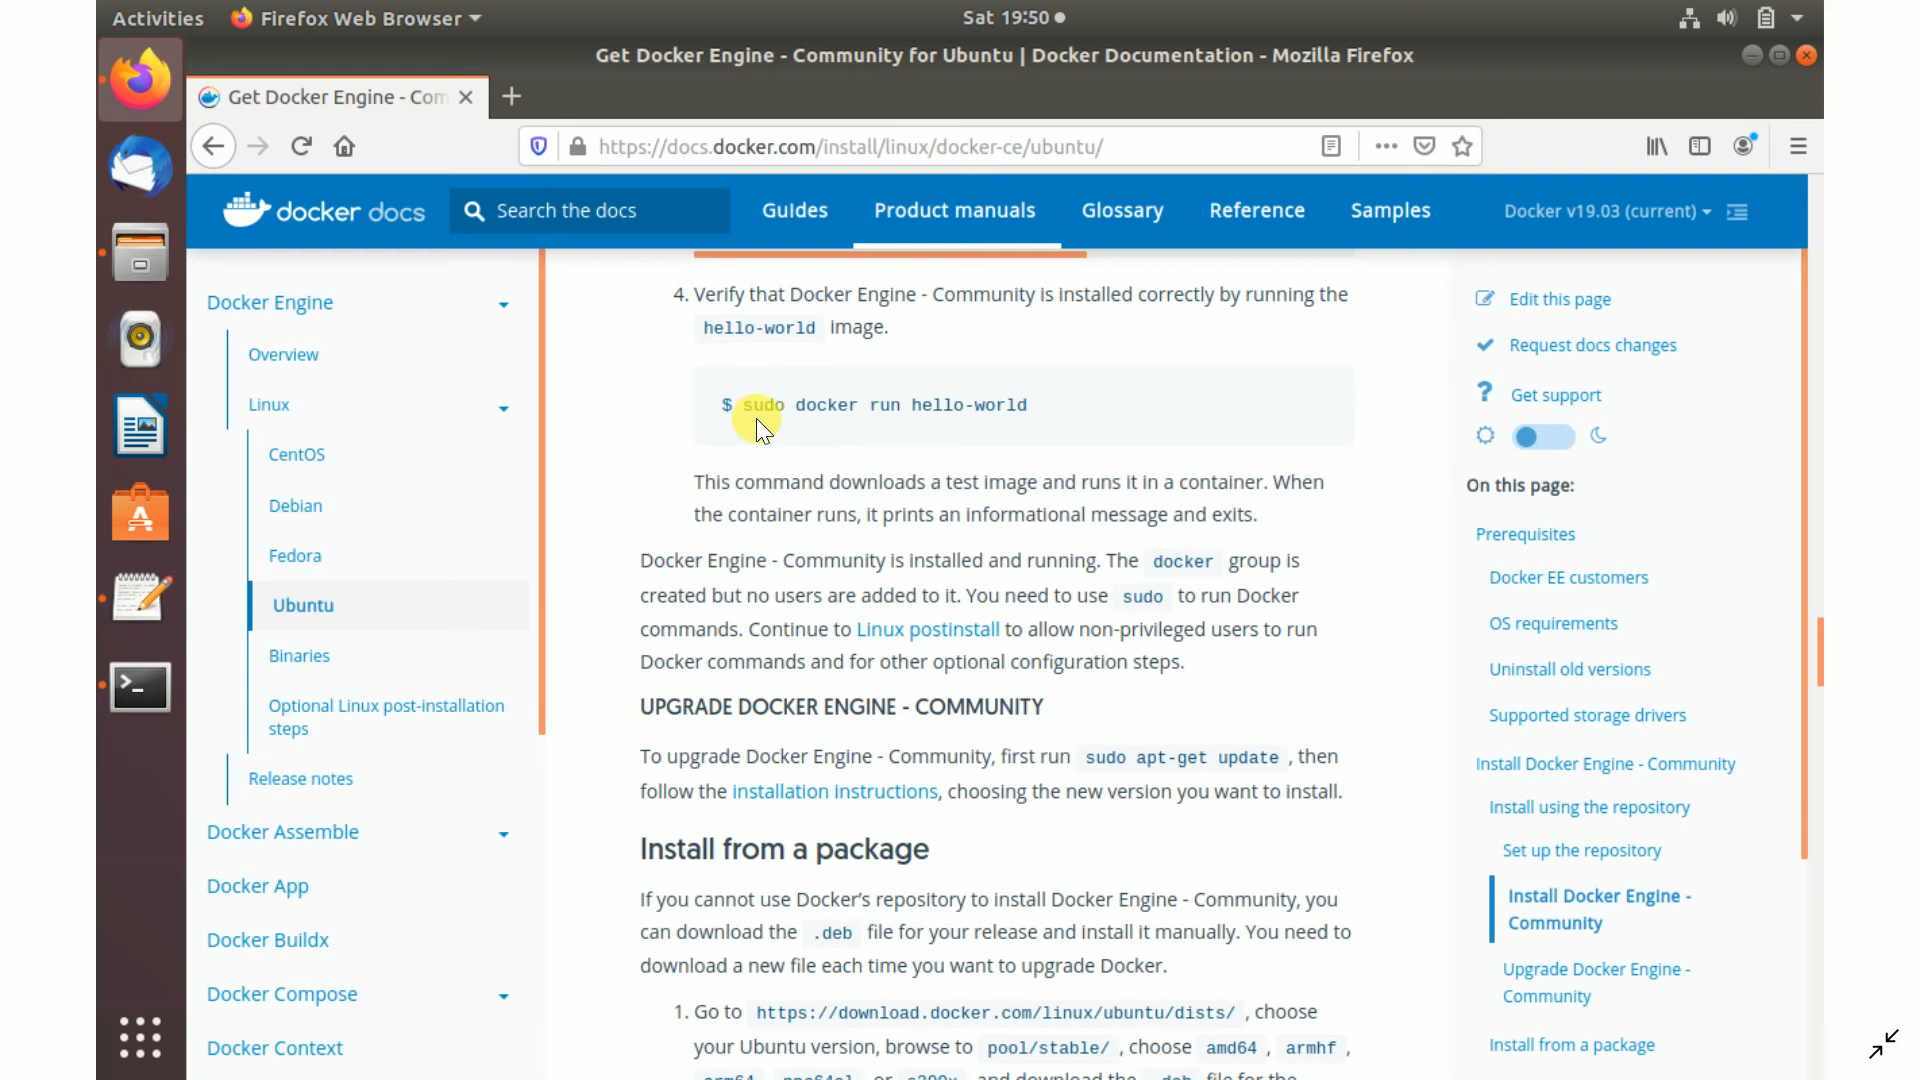 Activities
Firefox Web Browser
Sat 19:50
Get Docker Engine - Community for Ubuntu | Docker Documentation - Mozilla Firefox
Get Docker Engine - Com
https://docs.docker.com/install/linux/docker-ce/ubuntu/
docker docs
Search the docs
Guides
Product manuals
Glossary
Reference
Samples
Docker v19.03 (current)
Docker Engine
Overview
Linux
CentOS
Debian
Fedora
Ubuntu
Binaries
Optional Linux post-installation
steps
Release notes
Docker Assemble
Docker App
Docker Buildx
Docker Compose
Docker Context
4. Verify that Docker Engine - Community is installed correctly by running the
hello-world image.
$ sudo docker run hello-world
This command downloads a test image and runs it in a container. When
the container runs, it prints an informational message and exits.
Docker Engine - Community is installed and running. The docker group is
created but no users are added to it. You need to use sudo to run Docker
commands. Continue to Linux postinstall to allow non-privileged users to run
Docker commands and for other optional configuration steps.
UPGRADE DOCKER ENGINE - COMMUNITY
To upgrade Docker Engine - Community, first run sudo apt-get update , then
follow the installation instructions, choosing the new version you want to install.
Install from a package
If you cannot use Docker's repository to install Docker Engine - Community, you
can download the .deb file for your release and install it manually. You need to
download a new file each time you want to upgrade Docker.
1. Go to https://download.docker.com/linux/ubuntu/dists/ , choose
your Ubuntu version, browse to pool/stable/ , choose amd64 , armhf ,
arm64 , ppc64el , or s390x , and download the .deb file for the
Edit this page
Request docs changes
Get support
On this page:
Prerequisites
Docker EE customers
OS requirements
Uninstall old versions
Supported storage drivers
Install Docker Engine - Community
Install using the repository
Set up the repository
Install Docker Engine -
Community
Upgrade Docker Engine -
Community
Install from a package